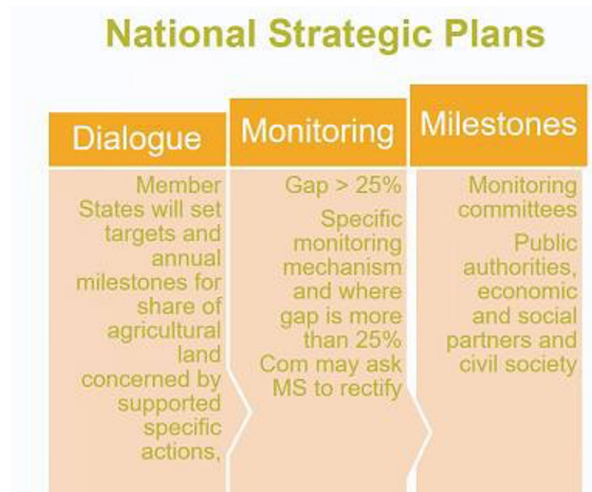 National Strategic Plans
Dialogue
Member
States will set
targets and
annual
milestones for
share of
agricultural
land
concerned by
supported
specific
actions,
Monitoring
Gap > 25%
Specific
monitoring
mechanism
and where
gap is more
than 25%
Com may ask
MS to rectify
Milestones
Monitoring
committees
Public
authorities,
economic
and social
partners and
civil society